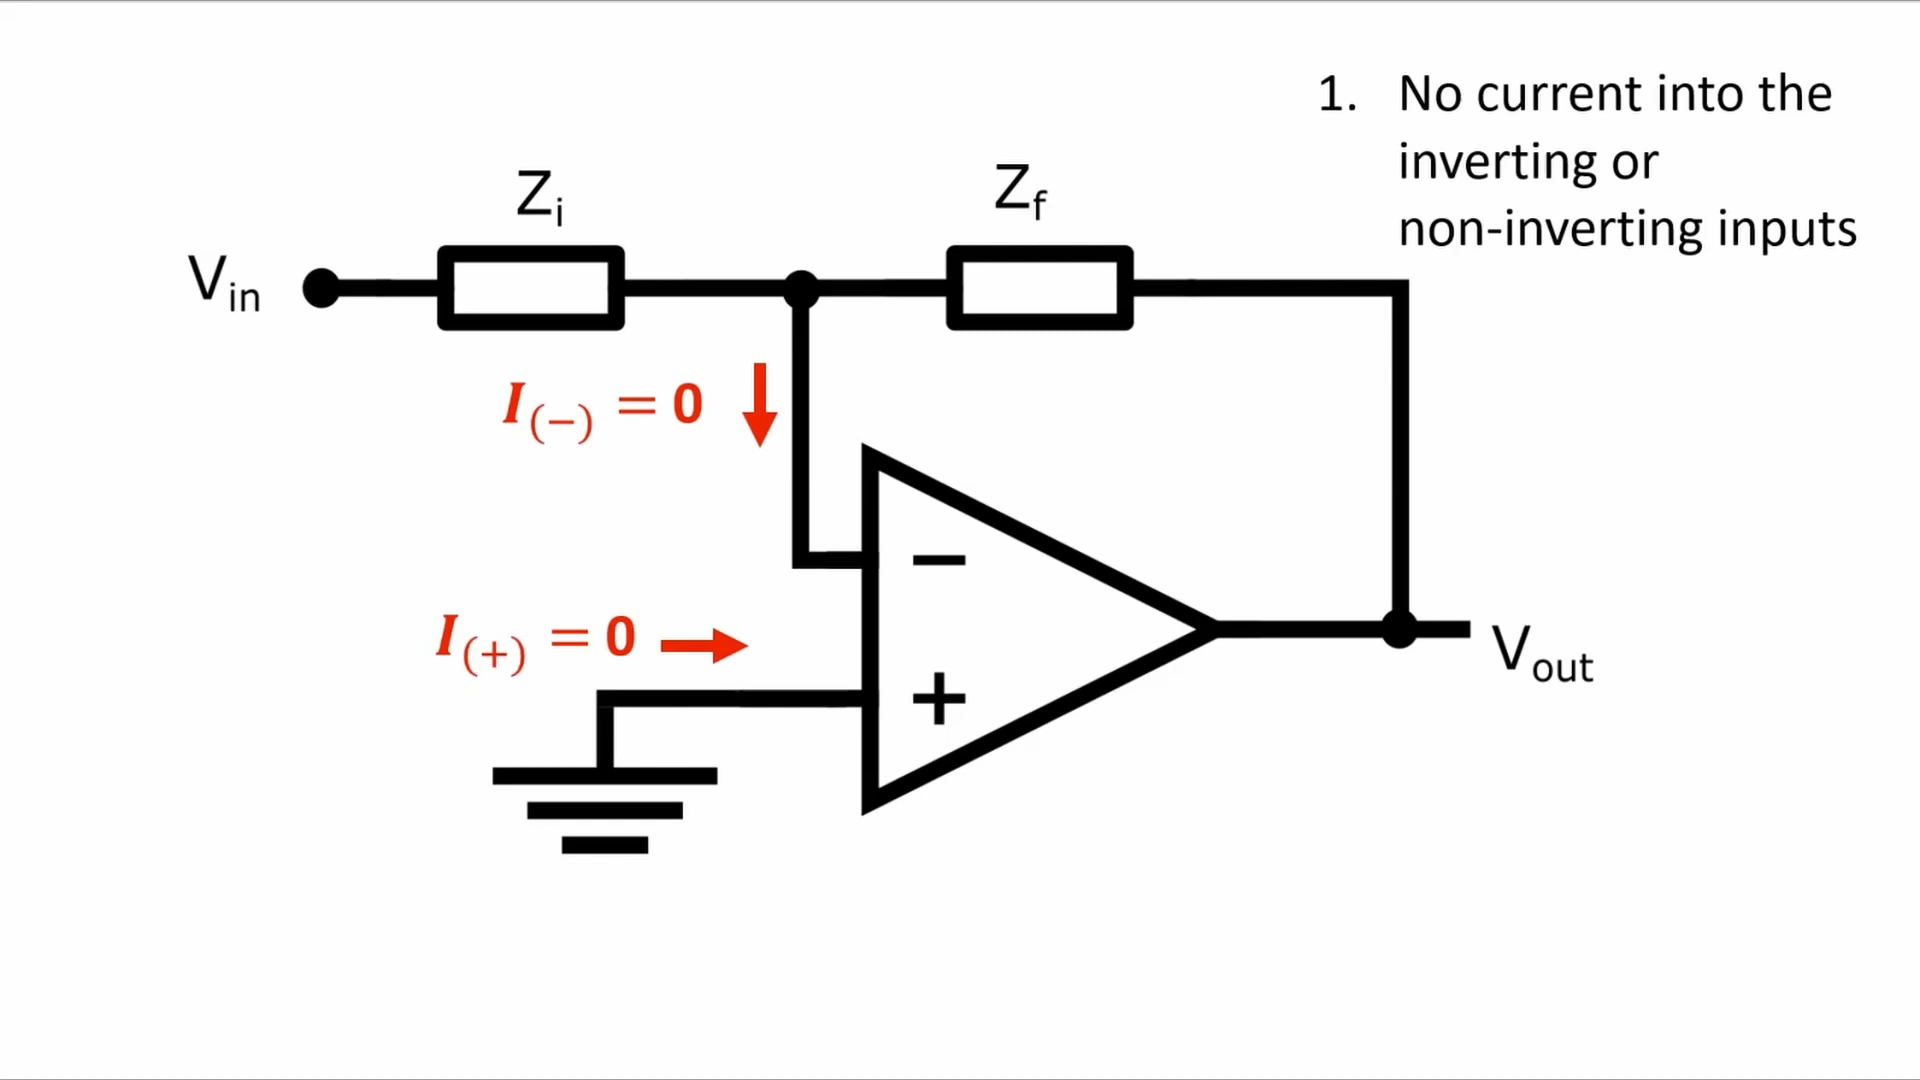 1. No current into the
inverting or
non-inverting inputs
Zi
Zf
Vin
I(−) = 0
−
I(+) = 0
+
Vout